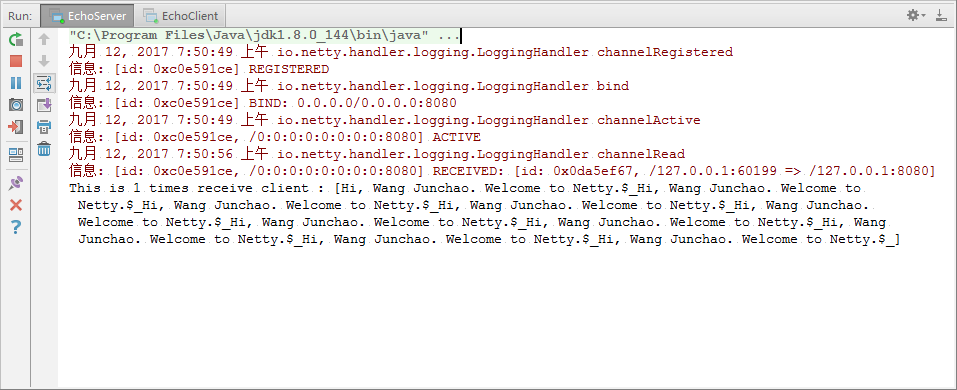 Run: EchoServer EchoClient
"C:\Program Files\Java\jdk1.8.0_144\bin\java" ...
九月 12, 2017 7:50:49 上午 io.netty.handler.logging.LoggingHandler channelRegistered
信息: [id: 0xc0e591ce] REGISTERED
九月 12, 2017 7:50:49 上午 io.netty.handler.logging.LoggingHandler bind
信息: [id: 0xc0e591ce] BIND: 0.0.0.0/0.0.0.0:8080
九月 12, 2017 7:50:49 上午 io.netty.handler.logging.LoggingHandler channelActive
信息: [id: 0xc0e591ce, /0:0:0:0:0:0:0:0:8080] ACTIVE
九月 12, 2017 7:50:56 上午 io.netty.handler.logging.LoggingHandler channelRead
信息: [id: 0xc0e591ce, /0:0:0:0:0:0:0:0:8080] RECEIVED: [id: 0x0da5ef67, /127.0.0.1:60199 => /127.0.0.1:8080]
This is 1 times receive client : [Hi, Wang Junchao. Welcome to Netty.$_Hi, Wang Junchao. Welcome to
Netty.$_Hi, Wang Junchao. Welcome to Netty.$_Hi, Wang Junchao. Welcome to Netty.$_Hi, Wang Junchao.
Welcome to Netty.$_Hi, Wang Junchao. Welcome to Netty.$_Hi, Wang Junchao. Welcome to Netty.$_Hi, Wang
Junchao. Welcome to Netty.$_Hi, Wang Junchao. Welcome to Netty.$_Hi, Wang Junchao. Welcome to Netty.$_]